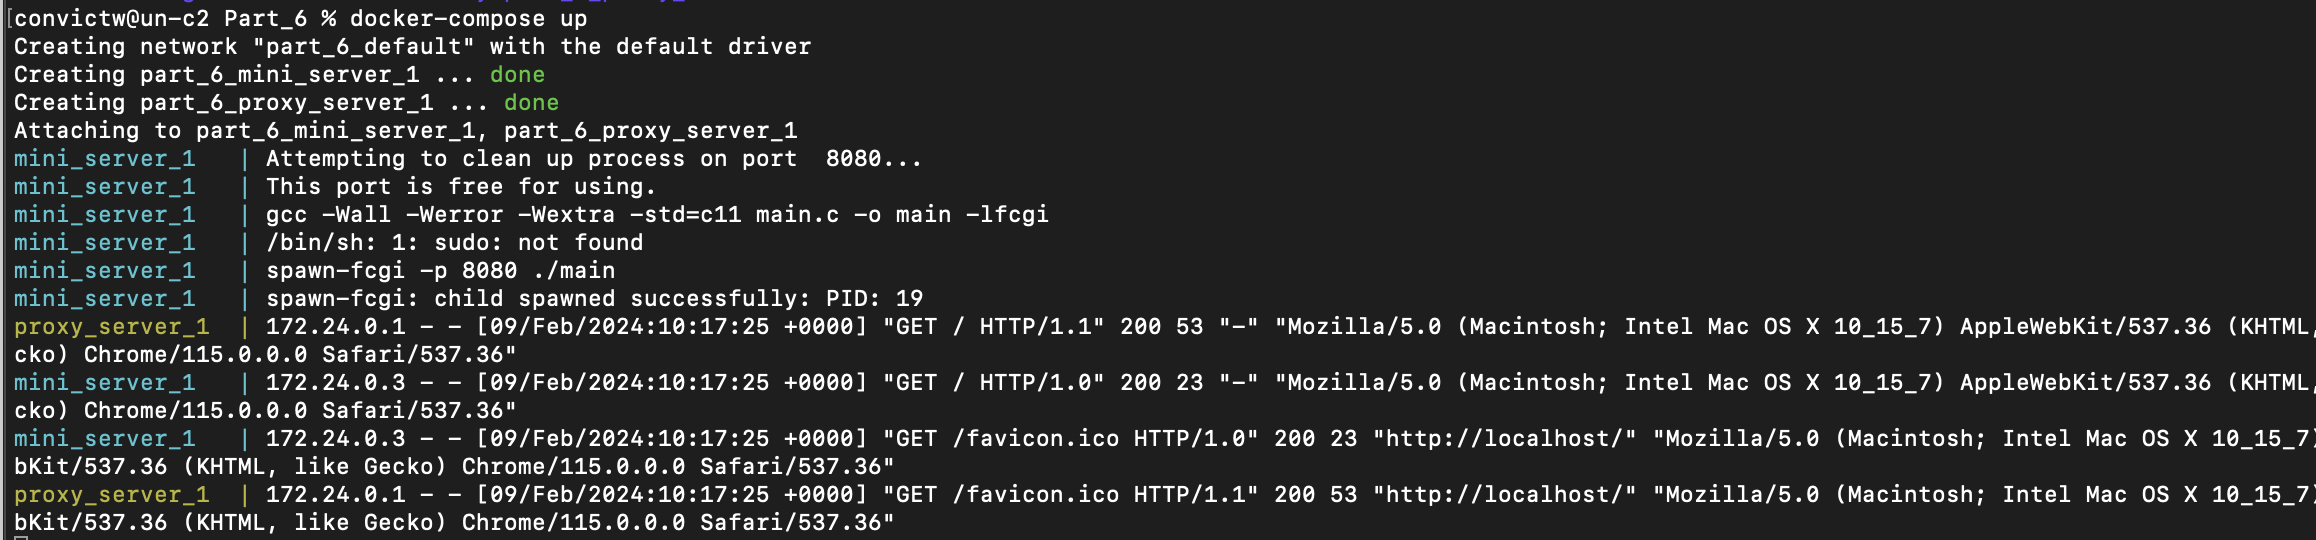 convictw@un-c2 Part_6 % docker-compose up
Creating network "part_6_default" with the default driver
Creating part_6_mini_server_1 ... done
Creating part_6_proxy_server_1 ... done
Attaching to part_6_mini_server_1, part_6_proxy_server_1
mini_server_1   | Attempting to clean up process on port  8080...
mini_server_1   | This port is free for using.
mini_server_1   | gcc -Wall -Werror -Wextra -std=c11 main.c -o main -lfcgi
mini_server_1   | /bin/sh: 1: sudo: not found
mini_server_1   | spawn-fcgi -p 8080 ./main
mini_server_1   | spawn-fcgi: child spawned successfully: PID: 19
proxy_server_1  | 172.24.0.1 - - [09/Feb/2024:10:17:25 +0000] "GET / HTTP/1.1" 200 53 "-" "Mozilla/5.0 (Macintosh; Intel Mac OS X 10_15_7) AppleWebKit/537.36 (KHTML,
cko) Chrome/115.0.0.0 Safari/537.36"
mini_server_1   | 172.24.0.3 - - [09/Feb/2024:10:17:25 +0000] "GET / HTTP/1.0" 200 23 "-" "Mozilla/5.0 (Macintosh; Intel Mac OS X 10_15_7) AppleWebKit/537.36 (KHTML,
cko) Chrome/115.0.0.0 Safari/537.36"
mini_server_1   | 172.24.0.3 - - [09/Feb/2024:10:17:25 +0000] "GET /favicon.ico HTTP/1.0" 200 23 "http://localhost/" "Mozilla/5.0 (Macintosh; Intel Mac OS X 10_15_7)
bKit/537.36 (KHTML, like Gecko) Chrome/115.0.0.0 Safari/537.36"
proxy_server_1  | 172.24.0.1 - - [09/Feb/2024:10:17:25 +0000] "GET /favicon.ico HTTP/1.1" 200 53 "http://localhost/" "Mozilla/5.0 (Macintosh; Intel Mac OS X 10_15_7)
bKit/537.36 (KHTML, like Gecko) Chrome/115.0.0.0 Safari/537.36"